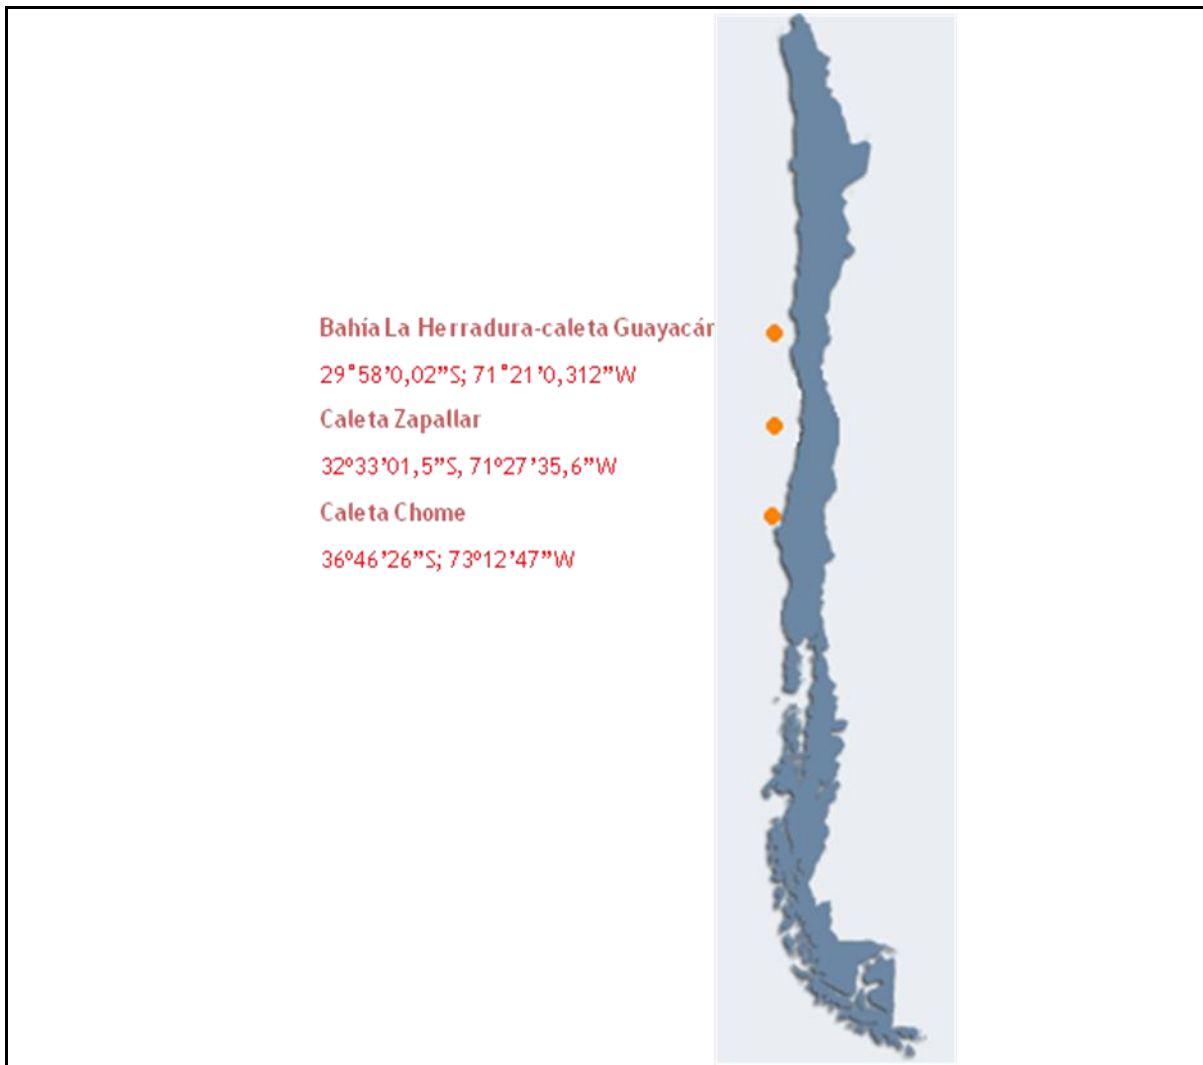 Bahía La Herradura-caleta Guayacár
29°58’0,02”S; 71°21’0,312”W
Caleta Zapallar
32º33’01,5”S, 71º27’35,6”W
Caleta Chome
36º46’26”S; 73º12’47”W